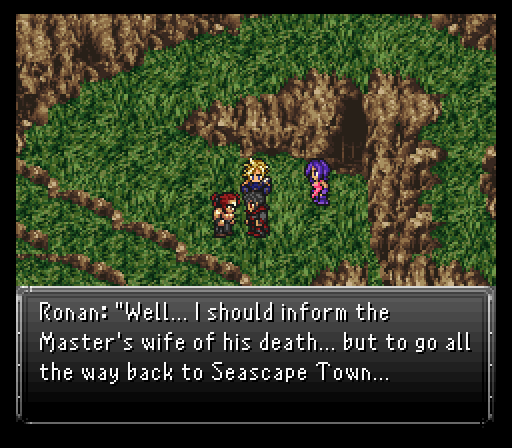 Ronan: "Well... I should inform the
Master's wife of his death... but to go all
the way back to Seascape Town...